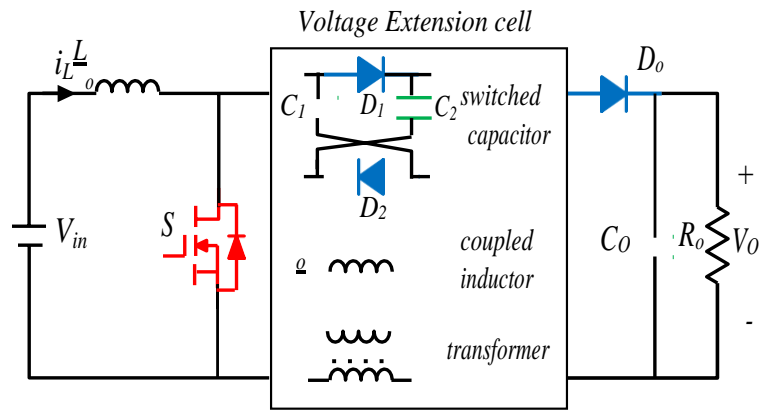 Voltage Extension cell
i_L L
o
D_o
C_1
D_1
C_2
switched
capacitor
D_2
S
V_in
+
C_O
R_o
V_O
-
o
coupled
inductor
transformer